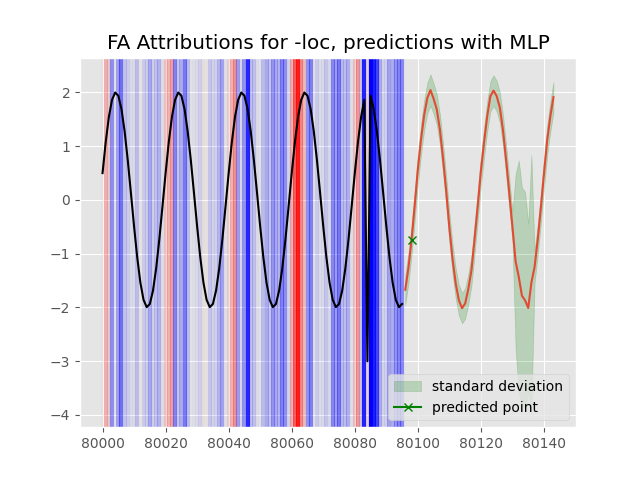 FA Attributions for -loc, predictions with MLP
2
1
0
−1
−2
−3
−4
standard deviation
predicted point
80000 80020 80040 80060 80080 80100 80120 80140